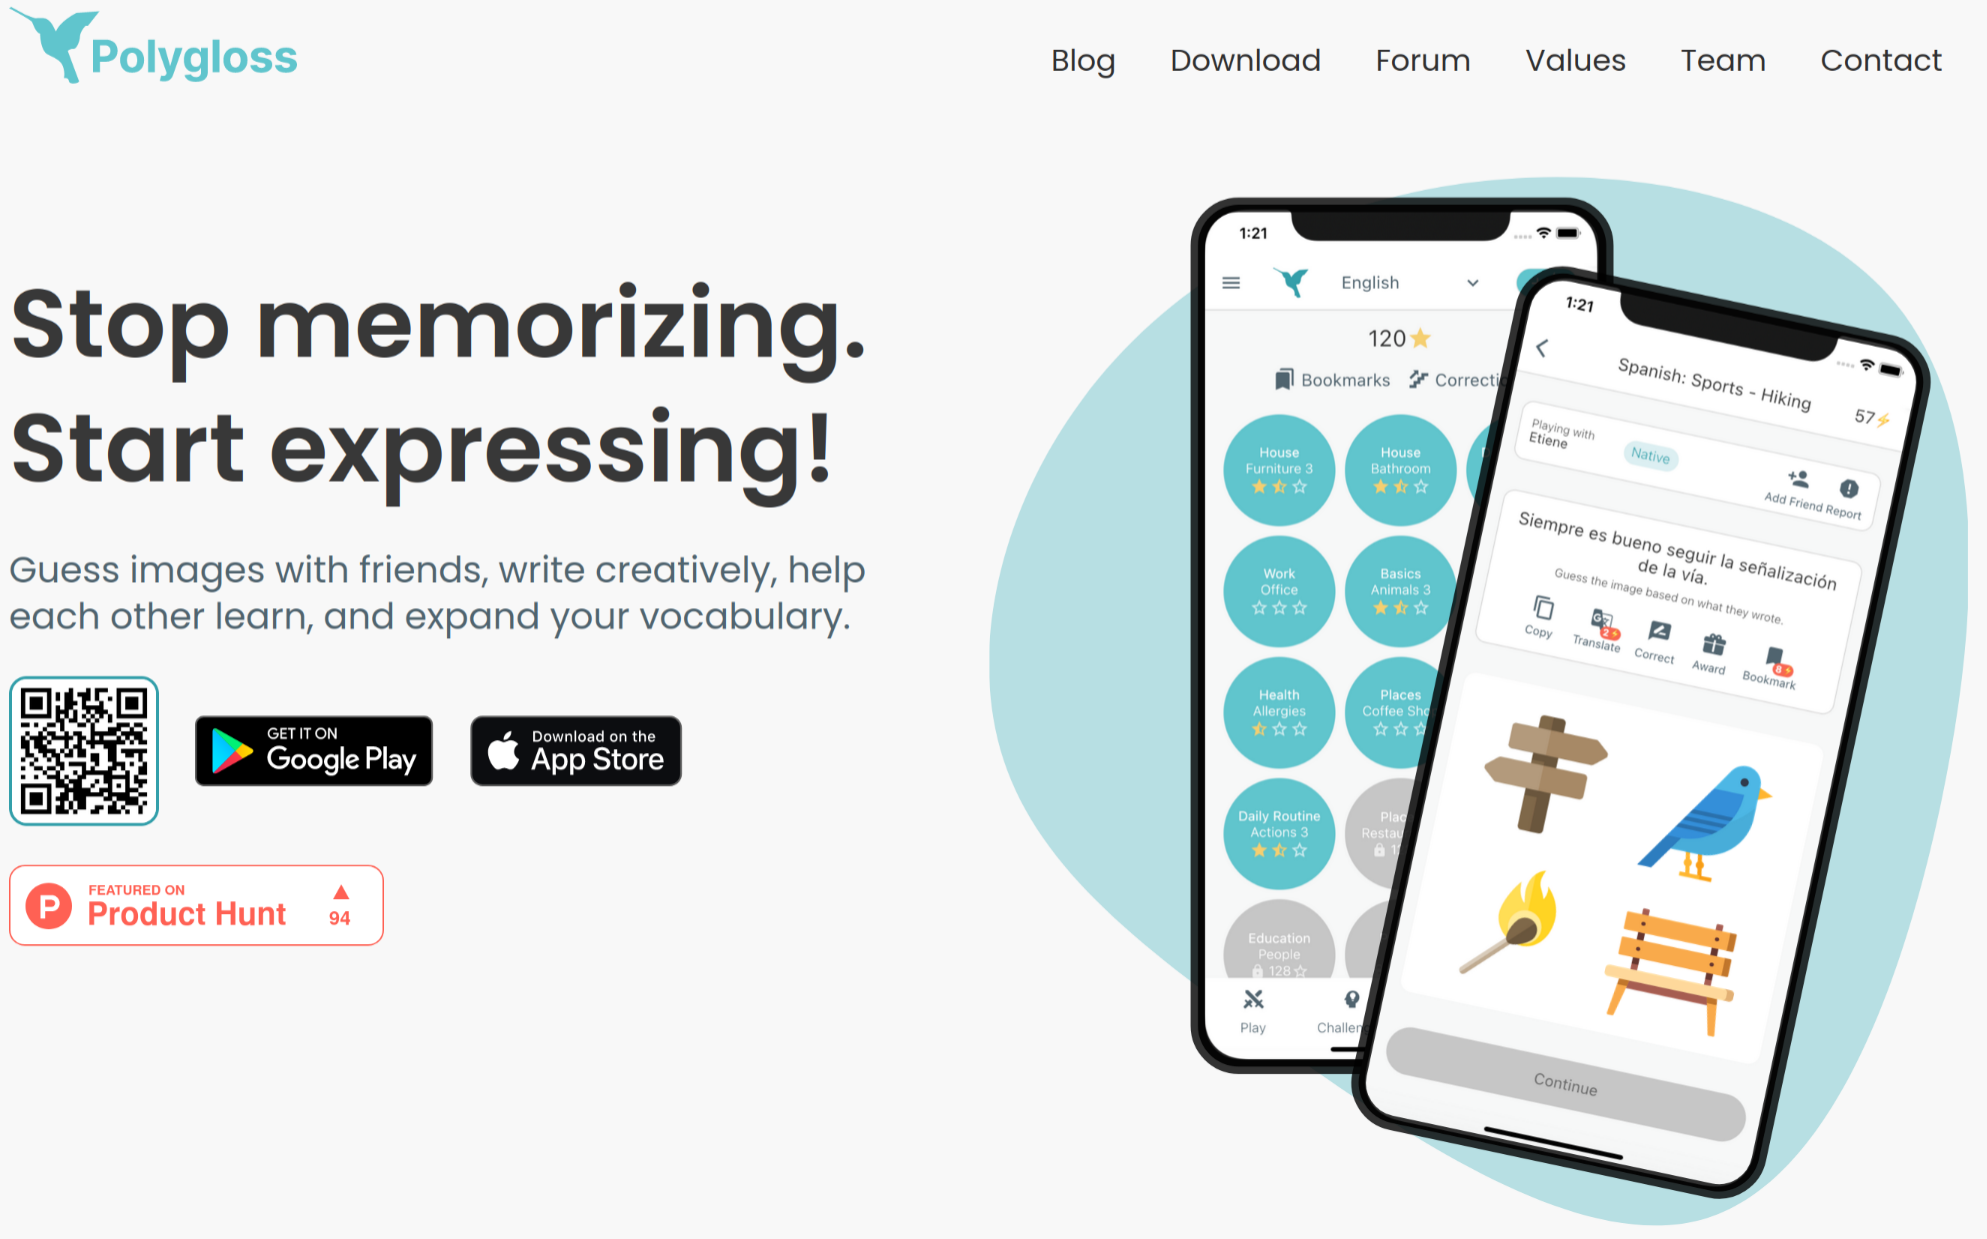 Polygloss
Blog Download Forum Values Team Contact
Stop memorizing.
Start expressing!
Guess images with friends, write creatively, help
each other learn, and expand your vocabulary.
GET IT ON
Google Play
Download on the
App Store
FEATURED ON
Product Hunt
94
1:21
English
120
Bookmarks
House
Furniture 3
House
Bathroom
Work
Office
Basics
Animals 3
Health
Allergies
Places
Coffee
Daily Routine
Actions 3
Education
People
128
Play
1:21
Spanish: Sports - Hiking
57
Playing with
Etiene
Native
Add Friend
Report
Siempre es bueno seguir la señalización
de la vía.
Guess the image based on what they wrote.
Copy
Translate
2
Correct
Award
Bookmark
8
Continue